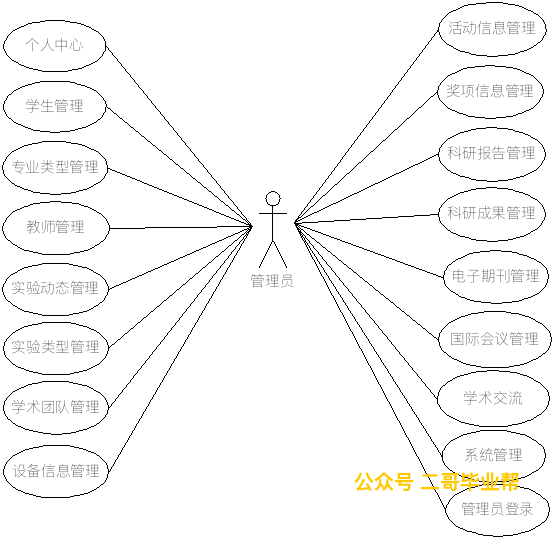 个人中心
学生管理
专业类型管理
教师管理
实验动态管理
实验类型管理
学术团队管理
设备信息管理
管理员
活动信息管理
奖项信息管理
科研报告管理
科研成果管理
电子期刊管理
国际会议管理
学术交流
系统管理
公众号 二哥毕业帮
管理员登录